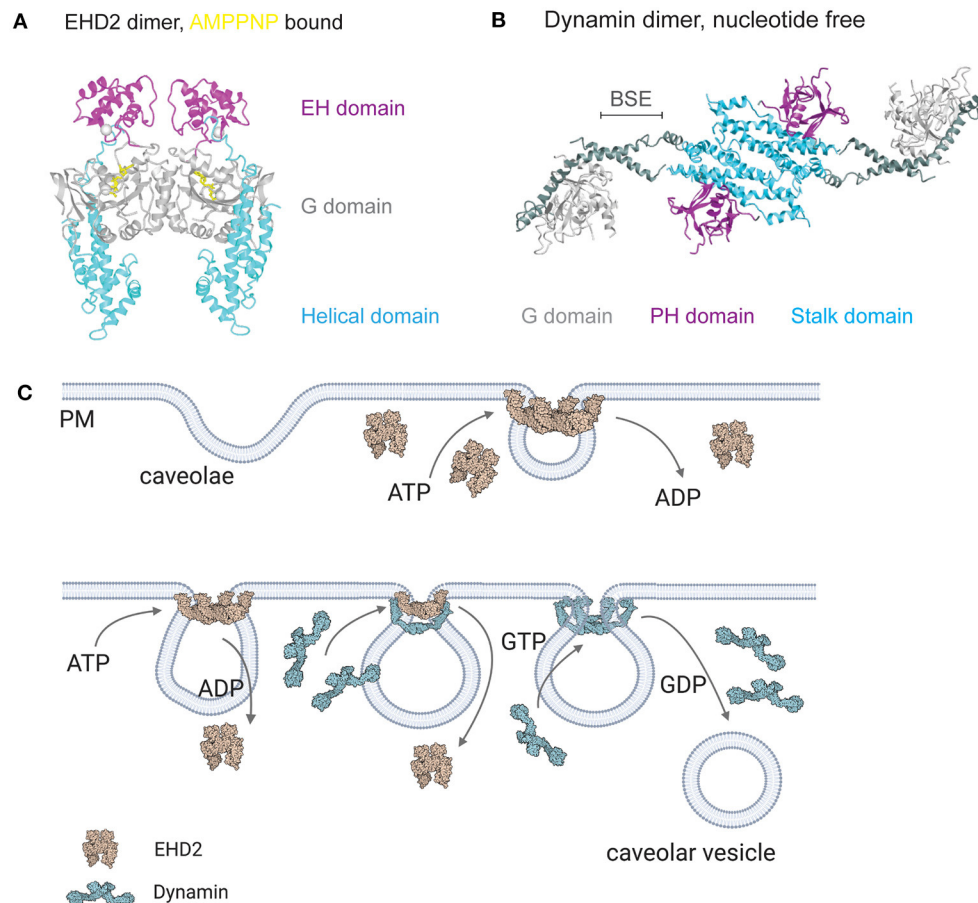 A EHD2 dimer, AMPPNP bound
EH domain
G domain
Helical domain
B Dynamin dimer, nucleotide free
BSE
G domain PH domain Stalk domain
C
PM
caveolae
ATP
ADP
ATP
ADP
GTP
GDP
caveolar vesicle
EHD2
Dynamin